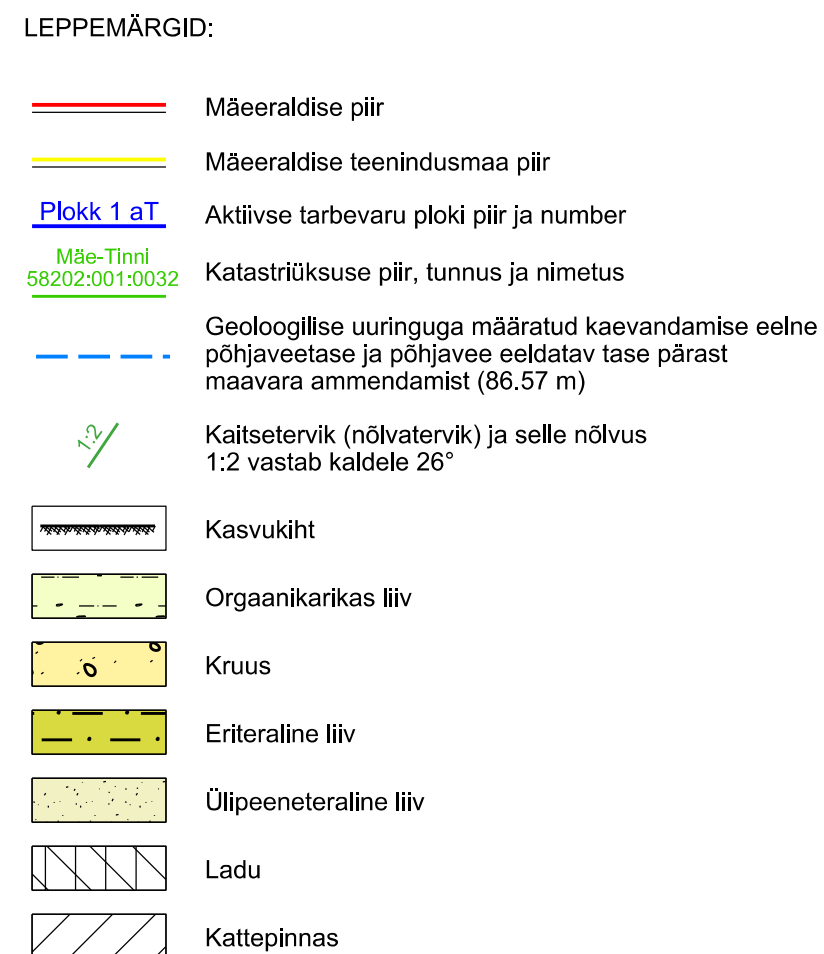 LEPPEMÄRGID:
Mäeeraldise piir
Mäeeraldise teenindusmaa piir
Plokk 1 aT
Aktiivse tarbevaru ploki piir ja number
Mäe-Tinni
58202:001:0032
Katastriüksuse piir, tunnus ja nimetus
Geoloogilise uuringuga määratud kaevandamise eelne
põhjaveetase ja põhjavee eeldatav tase pärast
maavara ammendamist (86.57 m)
1:2
Kaitsetervik (nõlvatervik) ja selle nõlvus
1:2 vastab kaldele 26°
Kasvukiht
Orgaanikarikas liiv
Kruus
Eriteraline liiv
Ülipeeneteraline liiv
Ladu
Kattepinnas